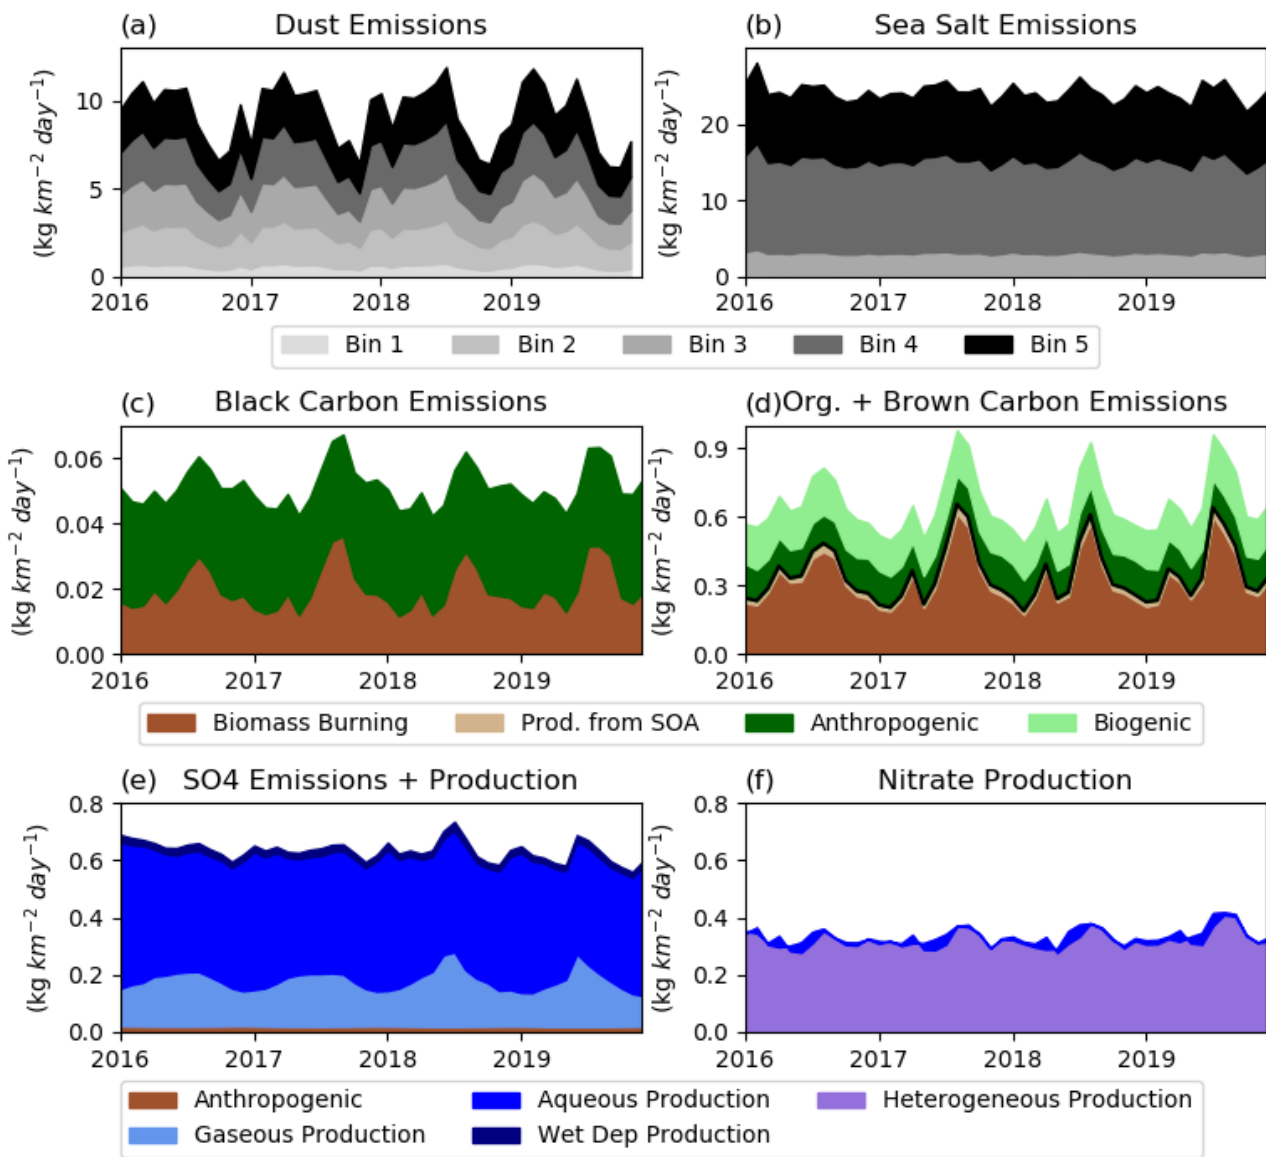 (a) Dust Emissions
(b) Sea Salt Emissions
(kg km⁻² day⁻¹)
10
5
0
2016 2017 2018 2019
(kg km⁻² day⁻¹)
20
10
0
2016 2017 2018 2019
Bin 1 Bin 2 Bin 3 Bin 4 Bin 5
(c) Black Carbon Emissions
(d) Org. + Brown Carbon Emissions
(kg km⁻² day⁻¹)
0.06
0.04
0.02
0.00
2016 2017 2018 2019
(kg km⁻² day⁻¹)
0.9
0.6
0.3
0.0
2016 2017 2018 2019
Biomass Burning Prod. from SOA Anthropogenic Biogenic
(e) SO4 Emissions + Production
(f) Nitrate Production
(kg km⁻² day⁻¹)
0.8
0.6
0.4
0.2
0.0
2016 2017 2018 2019
(kg km⁻² day⁻¹)
0.8
0.6
0.4
0.2
0.0
2016 2017 2018 2019
Anthropogenic Aqueous Production Heterogeneous Production
Gaseous Production Wet Dep Production